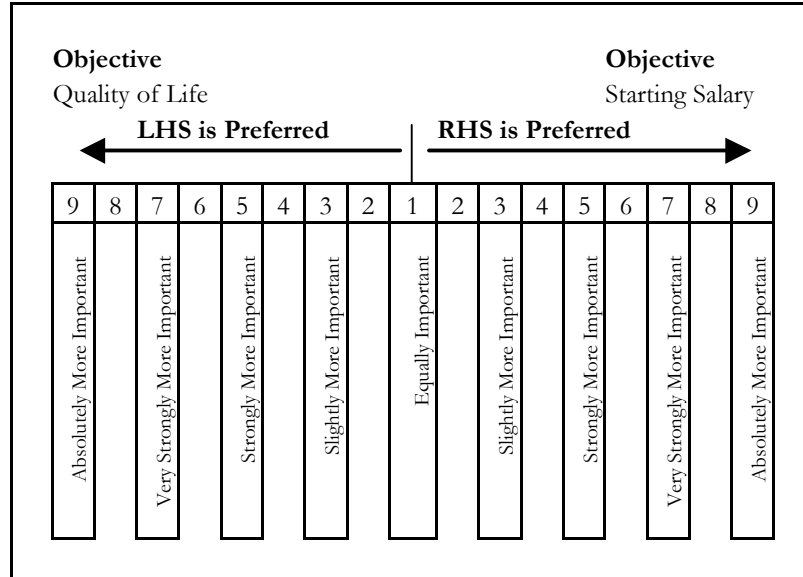 Objective Objective
Quality of Life Starting Salary
LHS is Preferred RHS is Preferred
9 8 7 6 5 4 3 2 1 2 3 4 5 6 7 8 9
Absolutely More Important
Very Strongly More Important
Strongly More Important
Slightly More Important
Equally Important
Slightly More Important
Strongly More Important
Very Strongly More Important
Absolutely More Important